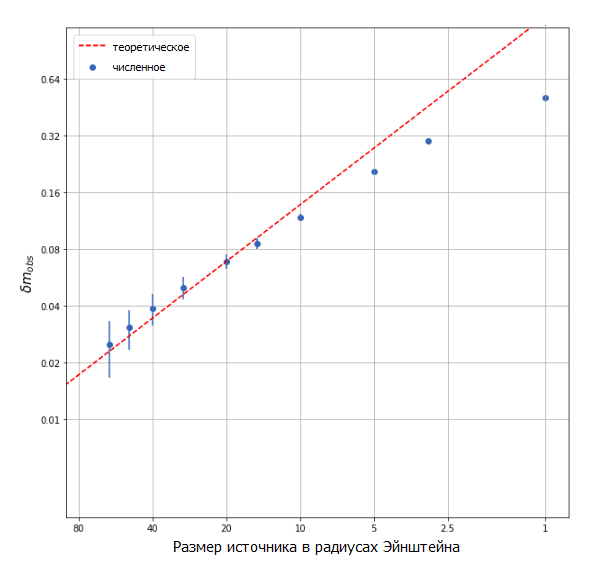 теоретическое
численное
0.64
0.32
0.16
0.08
0.04
0.02
0.01
δm_obs
80 40 20 10 5 2.5 1
Размер источника в радиусах Эйнштейна